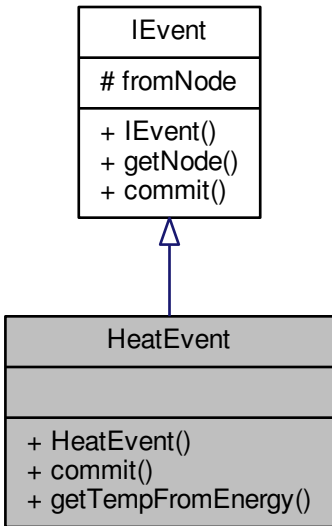 IEvent
# fromNode
+ IEvent()
+ getNode()
+ commit()
HeatEvent
+ HeatEvent()
+ commit()
+ getTempFromEnergy()